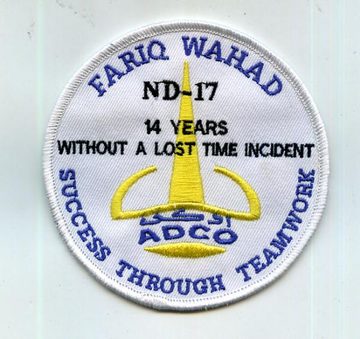 FARIQ WAHAD
ND-17
14 YEARS
WITHOUT A LOST TIME INCIDENT
ADCO
SUCCESS THROUGH TEAMWORK